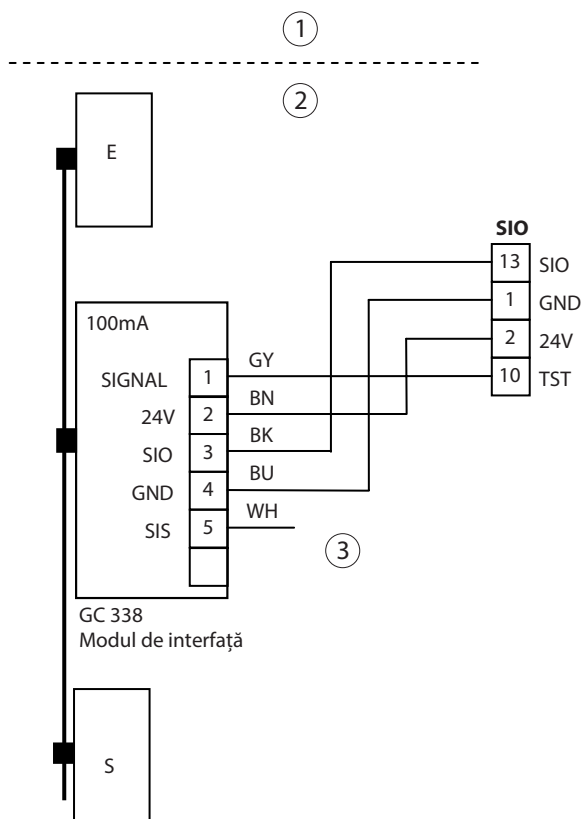 1
2
E
SIO
13 SIO
1 GND
2 24V
10 TST
100mA
SIGNAL 1 GY
24V 2 BN
SIO 3 BK
GND 4 BU
SIS 5 WH
3
GC 338
Modul de interfață
S